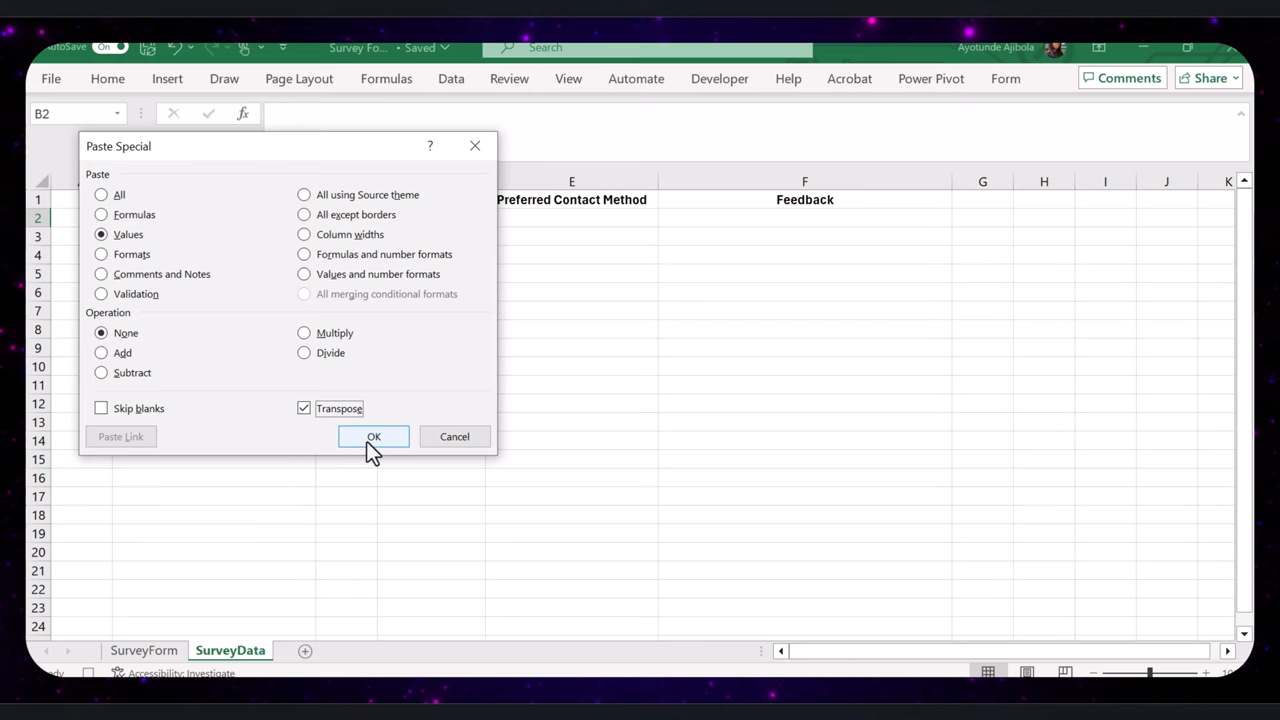 AutoSave On Survey Fo... • Saved Search Ayotunde Ajibola
File Home Insert Draw Page Layout Formulas Data Review View Automate Developer Help Acrobat Power Pivot Form Comments Share
B2 fx
Paste Special ?
Paste
All All using Source theme
Formulas All except borders
Values Column widths
Formats Formulas and number formats
Comments and Notes Values and number formats
Validation All merging conditional formats
Operation
None Multiply
Add Divide
Subtract
Skip blanks Transpose
Paste Link OK Cancel
E F G H I J K
1 Preferred Contact Method Feedback
2
3
4
5
6
7
8
9
10
11
12
13
14
15
16
17
18
19
20
21
22
23
24
SurveyForm SurveyData
Accessibility: Investigate